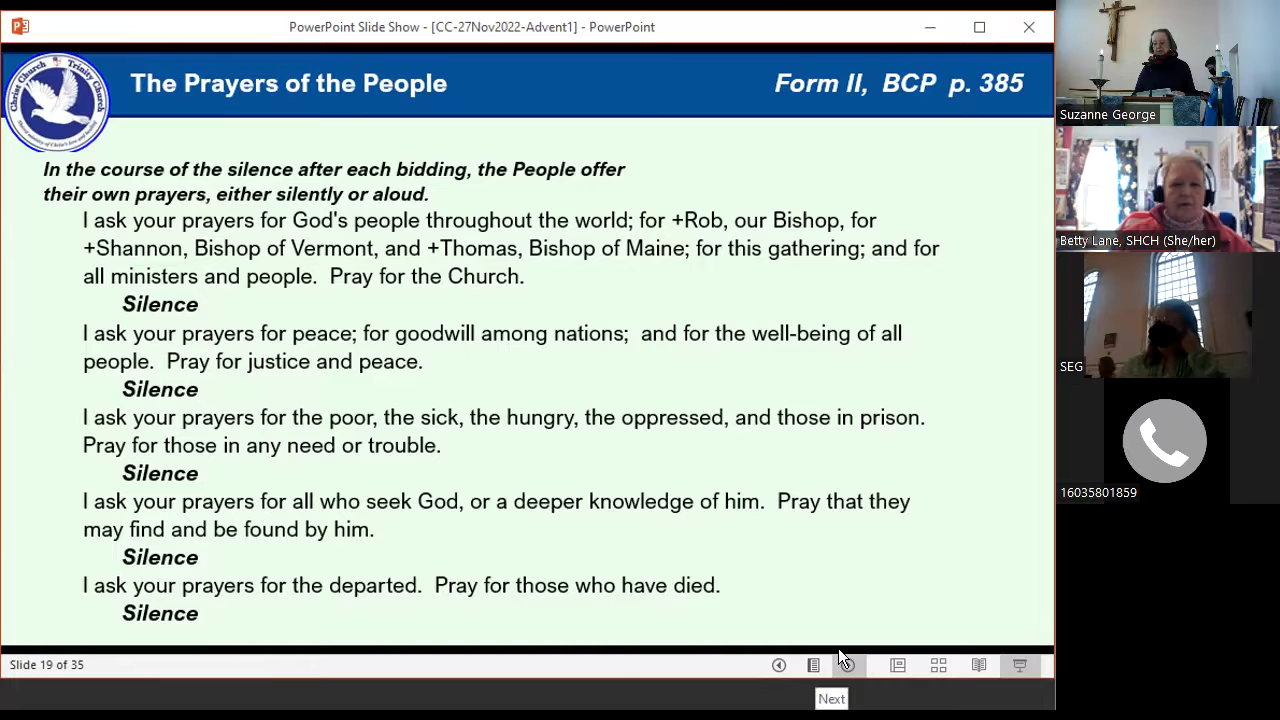 PowerPoint Slide Show - [CC-27Nov2022-Advent1] - PowerPoint
Christ Church Trinity Church
The Prayers of the People
Form II, BCP p. 385
In the course of the silence after each bidding, the People offer
their own prayers, either silently or aloud.
I ask your prayers for God's people throughout the world; for +Rob, our Bishop, for
+Shannon, Bishop of Vermont, and +Thomas, Bishop of Maine; for this gathering; and for
all ministers and people. Pray for the Church.
Silence
I ask your prayers for peace; for goodwill among nations; and for the well-being of all
people. Pray for justice and peace.
Silence
I ask your prayers for the poor, the sick, the hungry, the oppressed, and those in prison.
Pray for those in any need or trouble.
Silence
I ask your prayers for all who seek God, or a deeper knowledge of him. Pray that they
may find and be found by him.
Silence
I ask your prayers for the departed. Pray for those who have died.
Silence
Slide 19 of 35
Next
Suzanne George
Betty Lane, SHCH (She/her)
SEG
16035801859